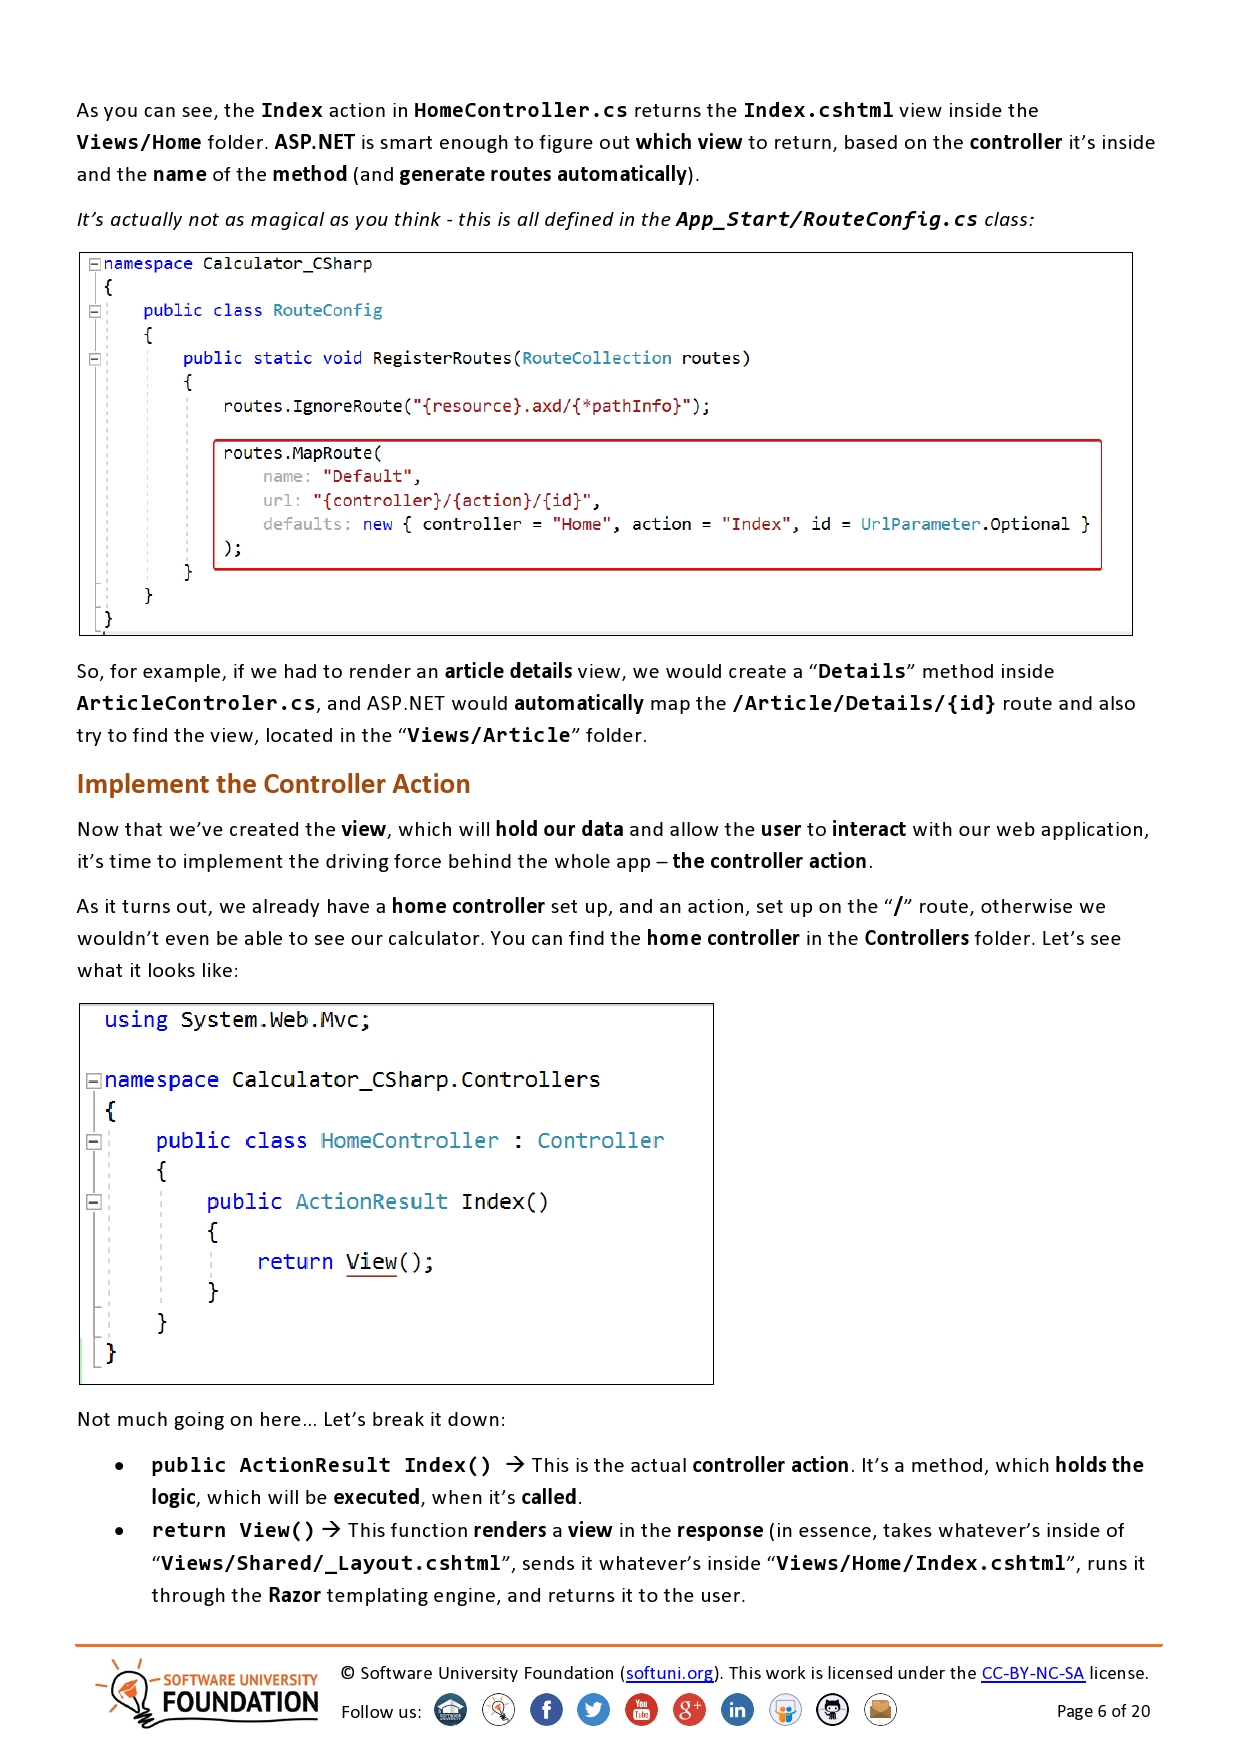 As you can see, the Index action in HomeController.cs returns the Index.cshtml view inside the
Views/Home folder. ASP.NET is smart enough to figure out which view to return, based on the controller it’s inside
and the name of the method (and generate routes automatically).
It’s actually not as magical as you think - this is all defined in the App_Start/RouteConfig.cs class:
namespace Calculator_CSharp
{
public class RouteConfig
{
public static void RegisterRoutes(RouteCollection routes)
{
routes.IgnoreRoute("{resource}.axd/{*pathInfo}");
routes.MapRoute(
name: "Default",
url: "{controller}/{action}/{id}",
defaults: new { controller = "Home", action = "Index", id = UrlParameter.Optional }
);
}
}
}
So, for example, if we had to render an article details view, we would create a “Details” method inside
ArticleControler.cs, and ASP.NET would automatically map the /Article/Details/{id} route and also
try to find the view, located in the “Views/Article” folder.
Implement the Controller Action
Now that we’ve created the view, which will hold our data and allow the user to interact with our web application,
it’s time to implement the driving force behind the whole app – the controller action.
As it turns out, we already have a home controller set up, and an action, set up on the “/” route, otherwise we
wouldn’t even be able to see our calculator. You can find the home controller in the Controllers folder. Let’s see
what it looks like:
using System.Web.Mvc;
namespace Calculator_CSharp.Controllers
{
public class HomeController : Controller
{
public ActionResult Index()
{
return View();
}
}
}
Not much going on here... Let’s break it down:
• public ActionResult Index() → This is the actual controller action. It’s a method, which holds the
logic, which will be executed, when it’s called.
• return View() → This function renders a view in the response (in essence, takes whatever’s inside of
“Views/Shared/_Layout.cshtml”, sends it whatever’s inside “Views/Home/Index.cshtml”, runs it
through the Razor templating engine, and returns it to the user.
SOFTWARE UNIVERSITY
FOUNDATION
© Software University Foundation (softuni.org). This work is licensed under the CC-BY-NC-SA license.
Follow us:
You
Tube
g+
in
Page 6 of 20